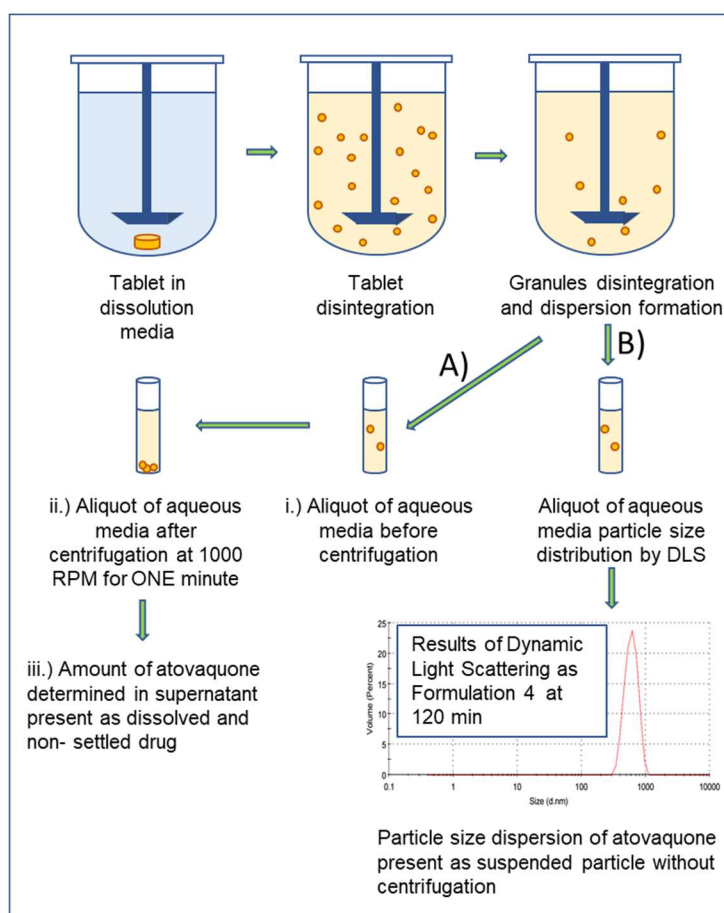 Tablet in
dissolution
media
Tablet
disintegration
Granules disintegration
and dispersion formation
A)
B)
ii.) Aliquot of aqueous
media after
centrifugation at 1000
RPM for ONE minute
i.) Aliquot of aqueous
media before
centrifugation
Aliquot of aqueous
media particle size
distribution by DLS
iii.) Amount of atovaquone
determined in supernatant
present as dissolved and
non- settled drug
Results of Dynamic
Light Scattering as
Formulation 4 at
120 min
Volume (Percent)
25
20
15
10
5
0
0.1 1 10 100 1000 10000
Size (d.nm)
Particle size dispersion of atovaquone
present as suspended particle without
centrifugation